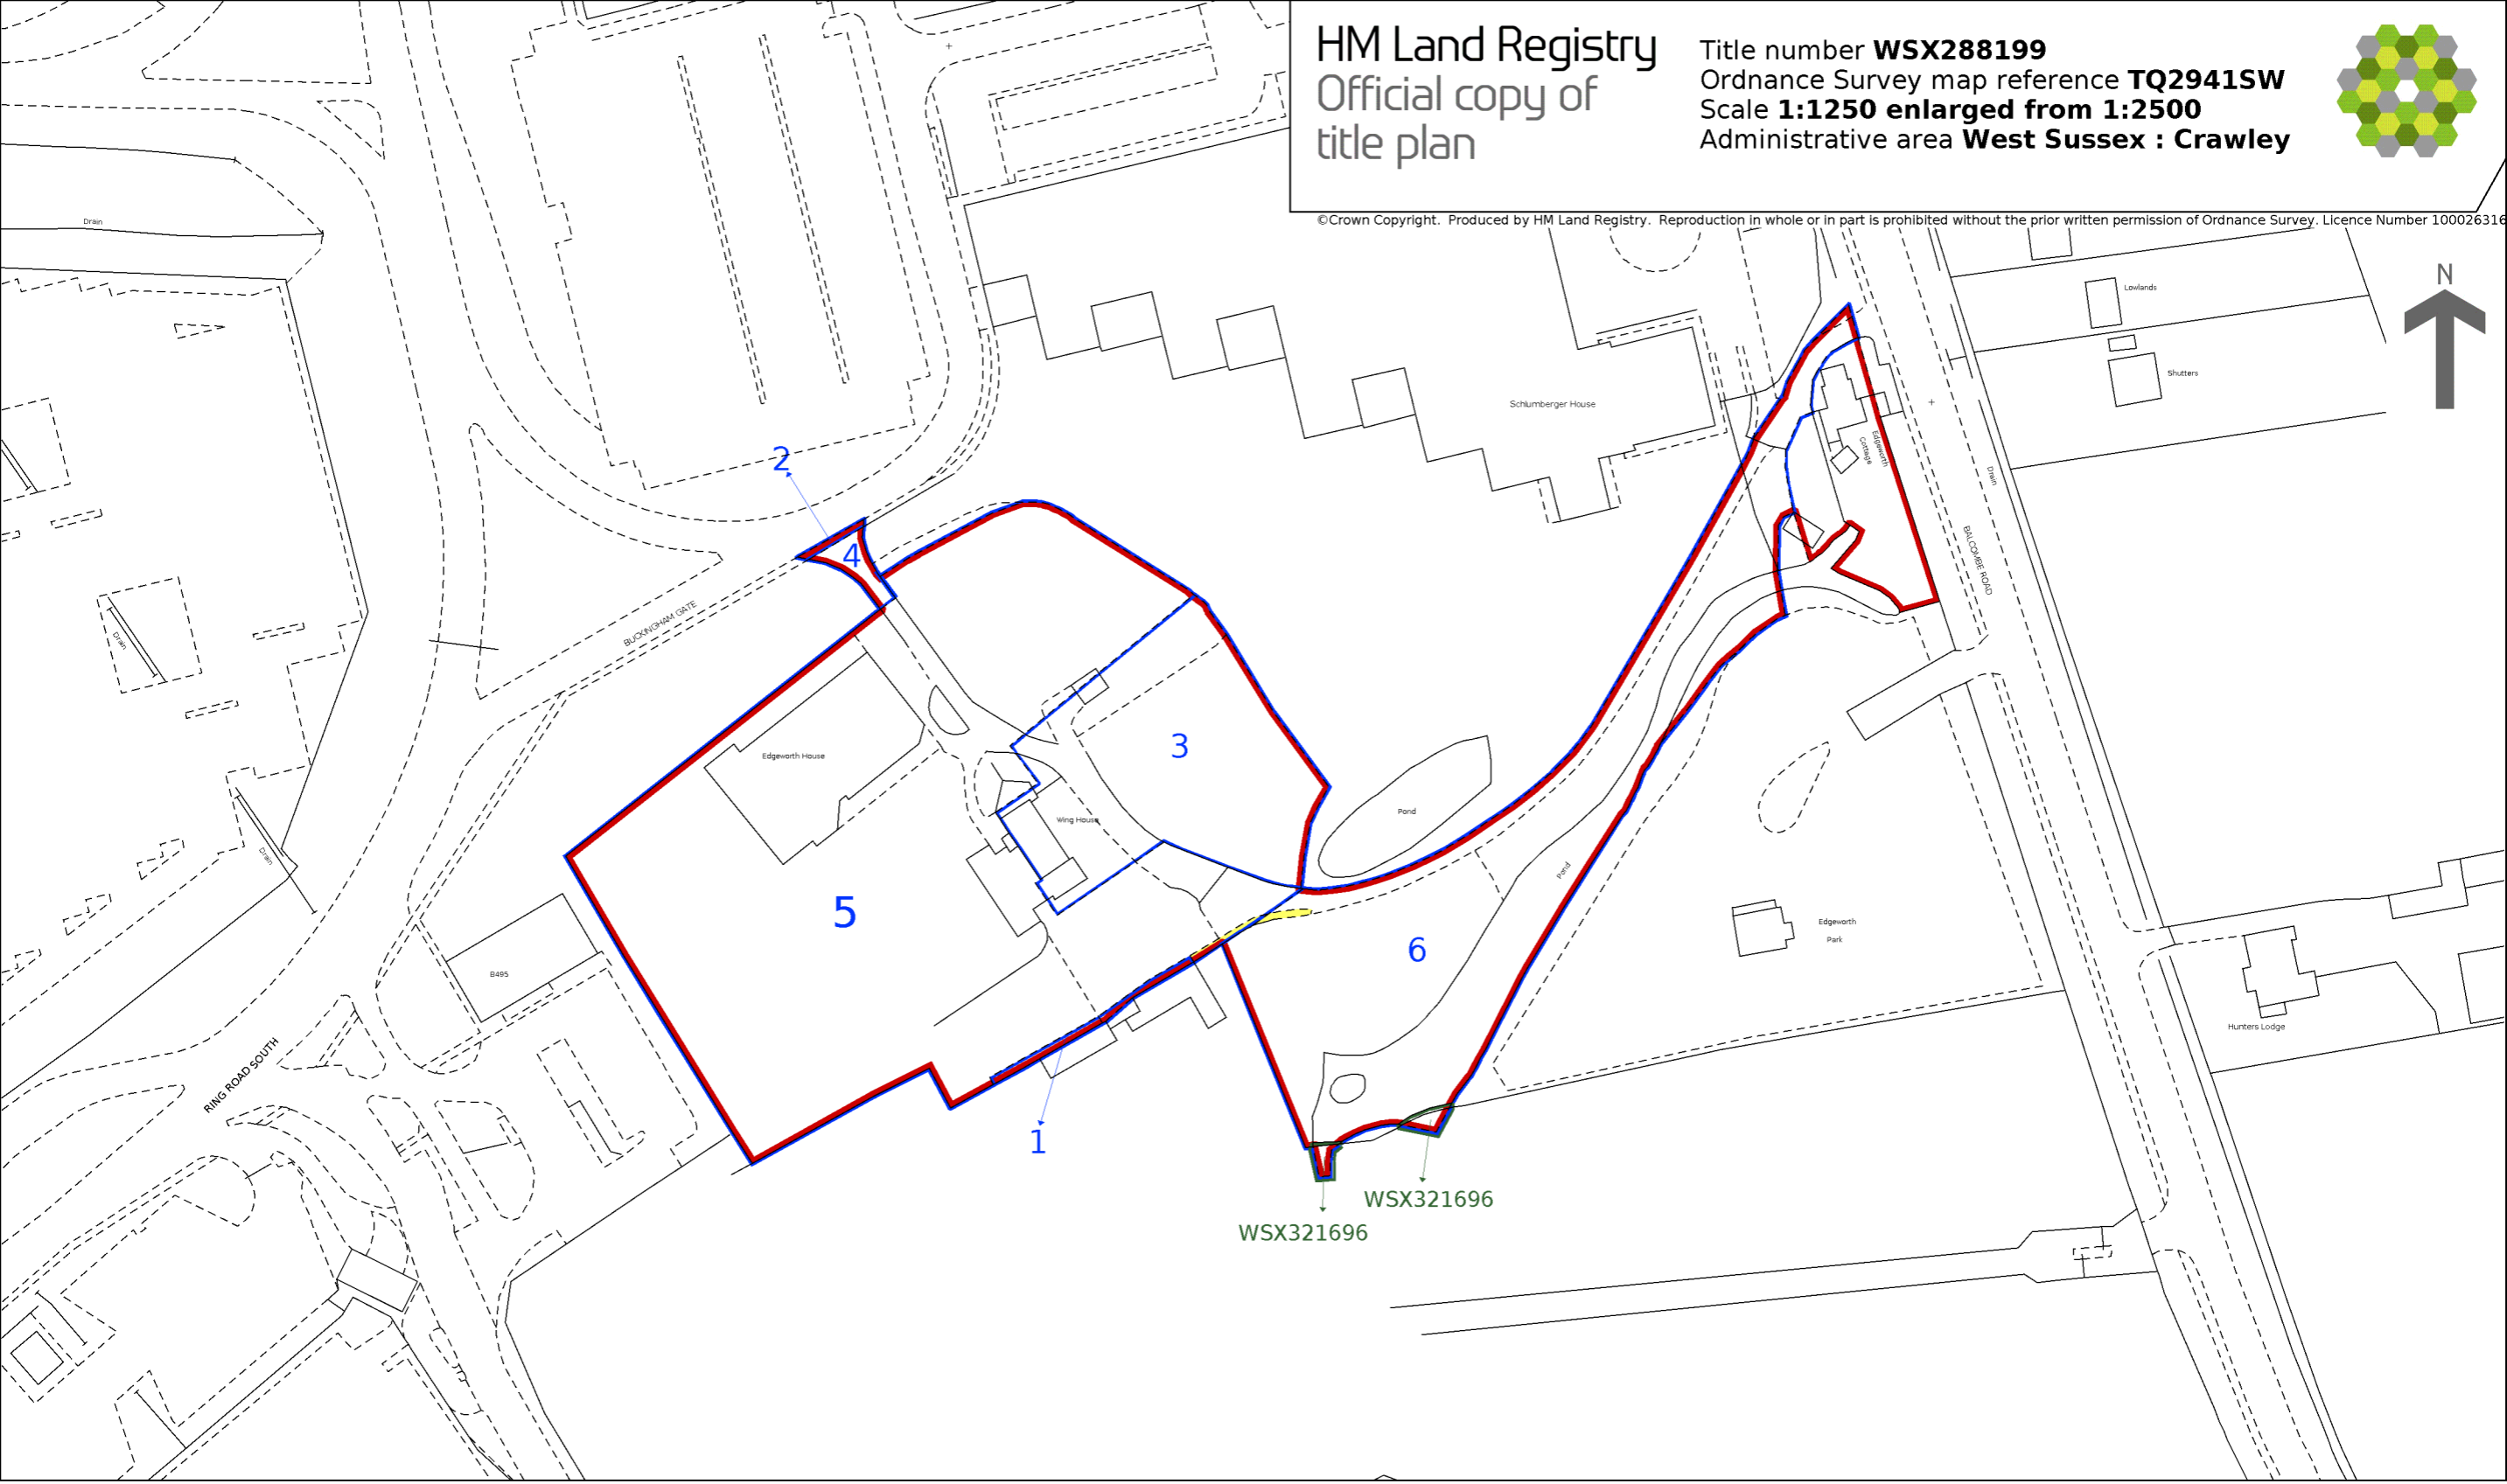 HM Land Registry
Official copy of
title plan
Title number WSX288199
Ordnance Survey map reference TQ2941SW
Scale 1:1250 enlarged from 1:2500
Administrative area West Sussex : Crawley
©Crown Copyright. Produced by HM Land Registry. Reproduction in whole or in part is prohibited without the prior written permission of Ordnance Survey. Licence Number 100026316
N
Drain
Lowlands
Shutters
Schlumberger House
Edgeworth
Cottage
2
4
Drain
BALCOMBE ROAD
BUCKINGHAM GATE
Drain
3
Edgeworth House
Wing House
Pond
Drain
Pond
5
6
Edgeworth
Park
B495
Hunters Lodge
RING ROAD SOUTH
1
WSX321696
WSX321696